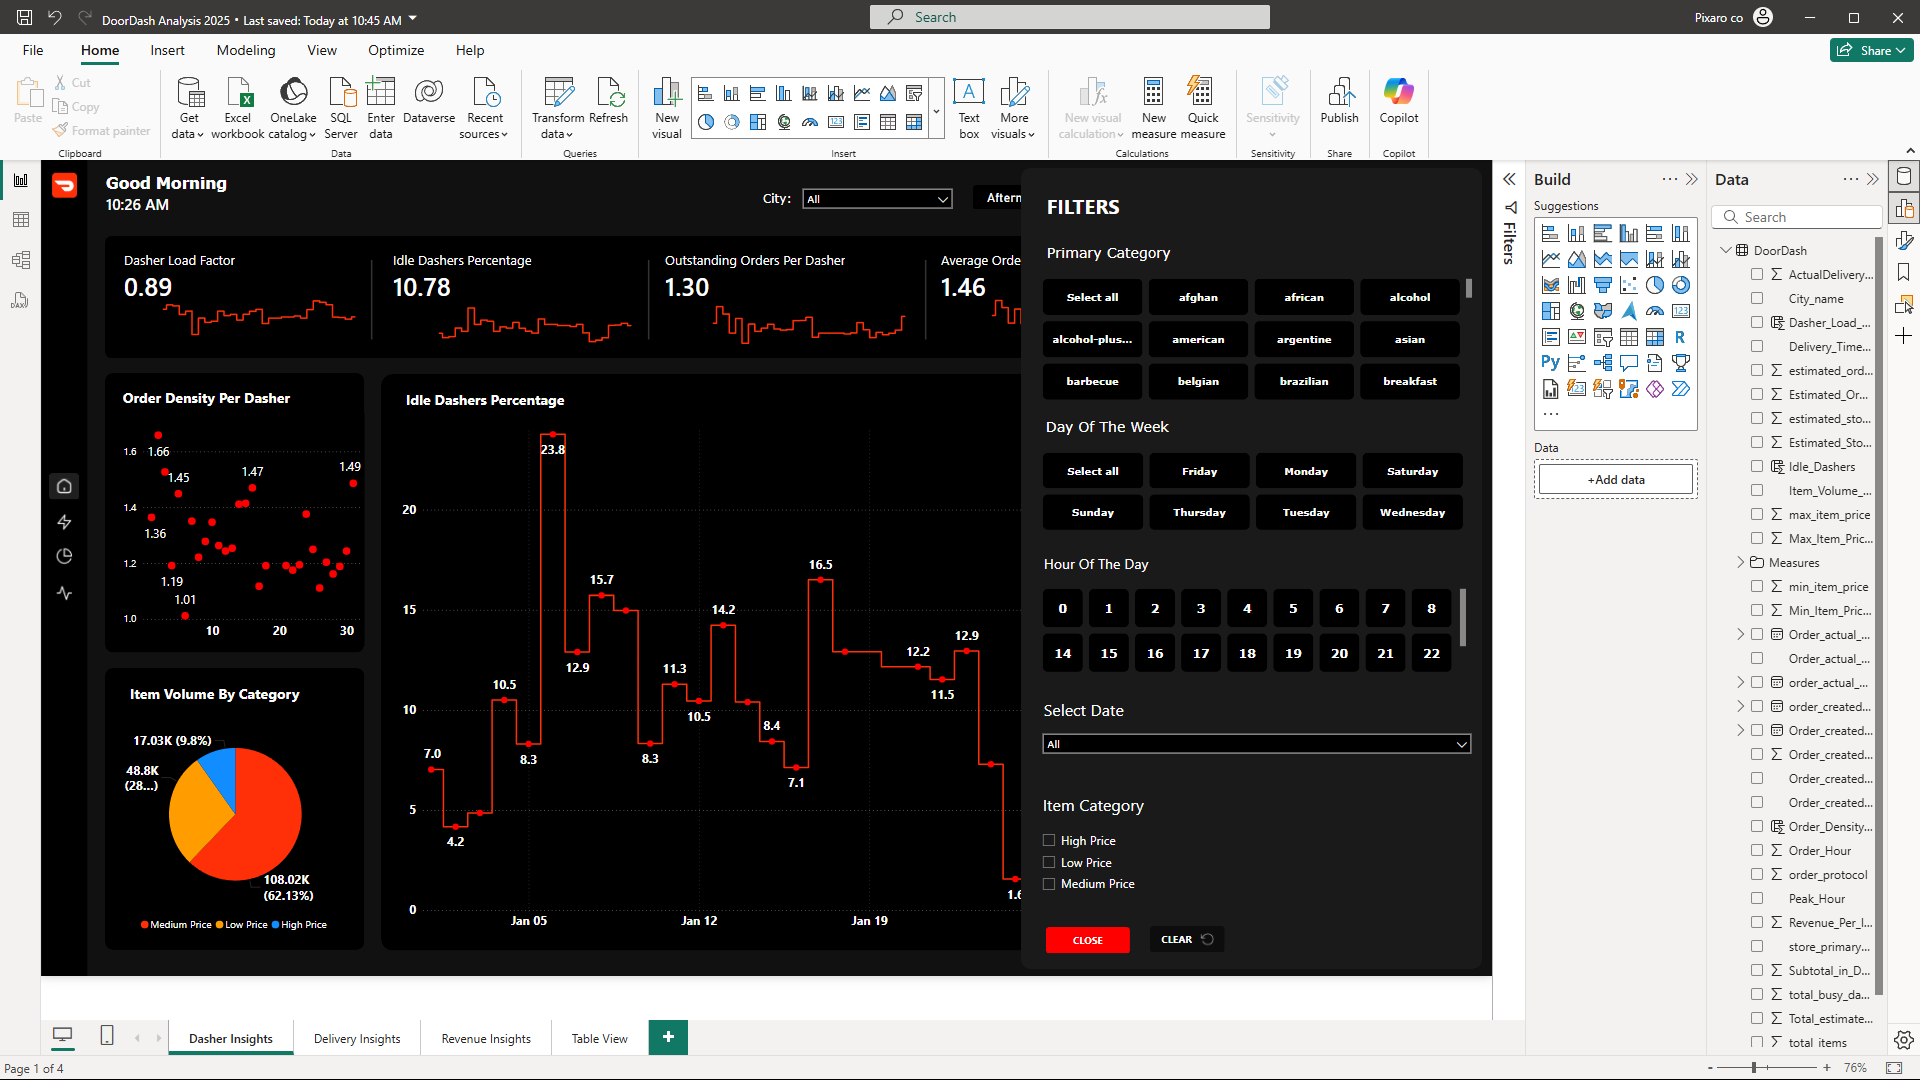 DoorDash Analysis 2025 • Last saved: Today at 10:45 AM
Search
Pixaro co
File
Home
Insert
Modeling
View
Optimize
Help
Share
Paste
Cut
Copy
Format painter
Clipboard
Get data
Excel workbook
OneLake catalog
SQL Server
Enter data
Dataverse
Recent sources
Data
Transform data
Refresh
Queries
New visual
Text box
More visuals
Insert
New visual calculation
New measure
Quick measure
Calculations
Sensitivity
Sensitivity
Publish
Share
Copilot
Copilot
Good Morning
10:26 AM
City:
All
Aftern
Dasher Load Factor
0.89
Idle Dashers Percentage
10.78
Outstanding Orders Per Dasher
1.30
Average Orde
1.46
Order Density Per Dasher
1.6
1.4
1.2
1.0
1.66
1.45
1.36
1.19
1.01
1.47
1.49
10
20
30
Item Volume By Category
17.03K (9.8%)
48.8K
(28...)
108.02K
(62.13%)
Medium Price
Low Price
High Price
Idle Dashers Percentage
20
15
10
5
0
7.0
4.2
10.5
8.3
23.8
12.9
15.7
8.3
11.3
10.5
14.2
8.4
7.1
16.5
12.2
11.5
12.9
1.6
Jan 05
Jan 12
Jan 19
FILTERS
Primary Category
Select all
afghan
african
alcohol
alcohol-plus...
american
argentine
asian
barbecue
belgian
brazilian
breakfast
Day Of The Week
Select all
Friday
Monday
Saturday
Sunday
Thursday
Tuesday
Wednesday
Hour Of The Day
0 1 2 3 4 5 6 7 8
14 15 16 17 18 19 20 21 22
Select Date
All
Item Category
High Price
Low Price
Medium Price
CLOSE
CLEAR
Filters
Build
Suggestions
123
R
Py
...
Data
+Add data
Data
Search
DoorDash
ActualDelivery...
City_name
Dasher_Load_...
Delivery_Time...
estimated_ord...
Estimated_Or...
estimated_sto...
Estimated_Sto...
Idle_Dashers
Item_Volume_...
max_item_price
Max_Item_Pric...
Measures
min_item_price
Min_Item_Pric...
Order_actual_...
Order_actual_...
order_actual_...
order_created...
Order_created...
Order_created...
Order_created...
Order_created...
Order_Density...
Order_Hour
order_protocol
Peak_Hour
Revenue_Per_I...
store_primary...
Subtotal_in_D...
total_busy_da...
Total_estimate...
total items
Dasher Insights
Delivery Insights
Revenue Insights
Table View
Page 1 of 4
76%